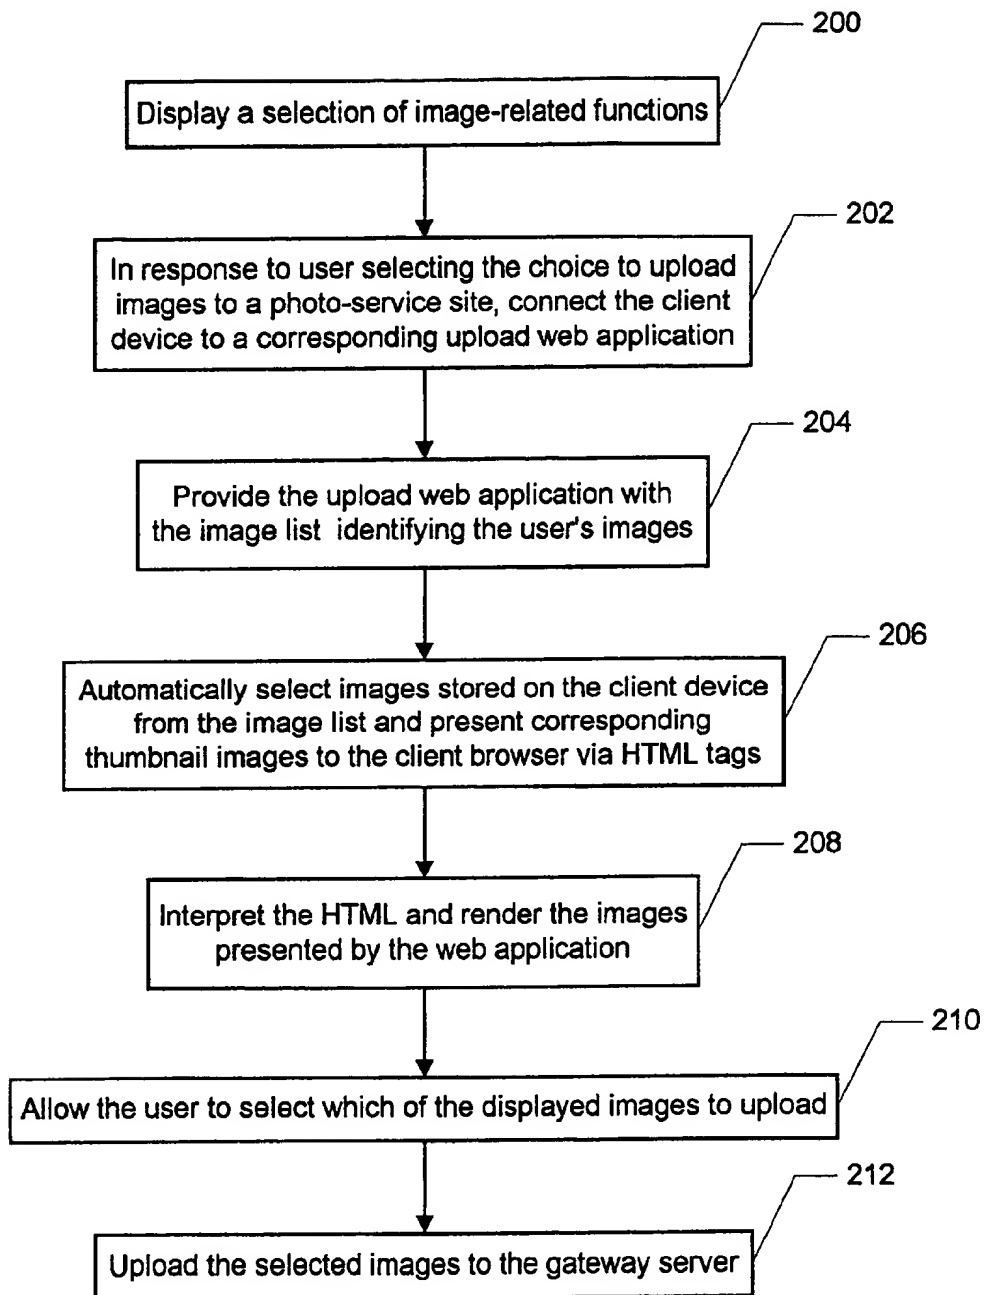 200
Display a selection of image-related functions
202
In response to user selecting the choice to upload
images to a photo-service site, connect the client
device to a corresponding upload web application
204
Provide the upload web application with
the image list identifying the user's images
206
Automatically select images stored on the client device
from the image list and present corresponding
thumbnail images to the client browser via HTML tags
208
Interpret the HTML and render the images
presented by the web application
210
Allow the user to select which of the displayed images to upload
212
Upload the selected images to the gateway server